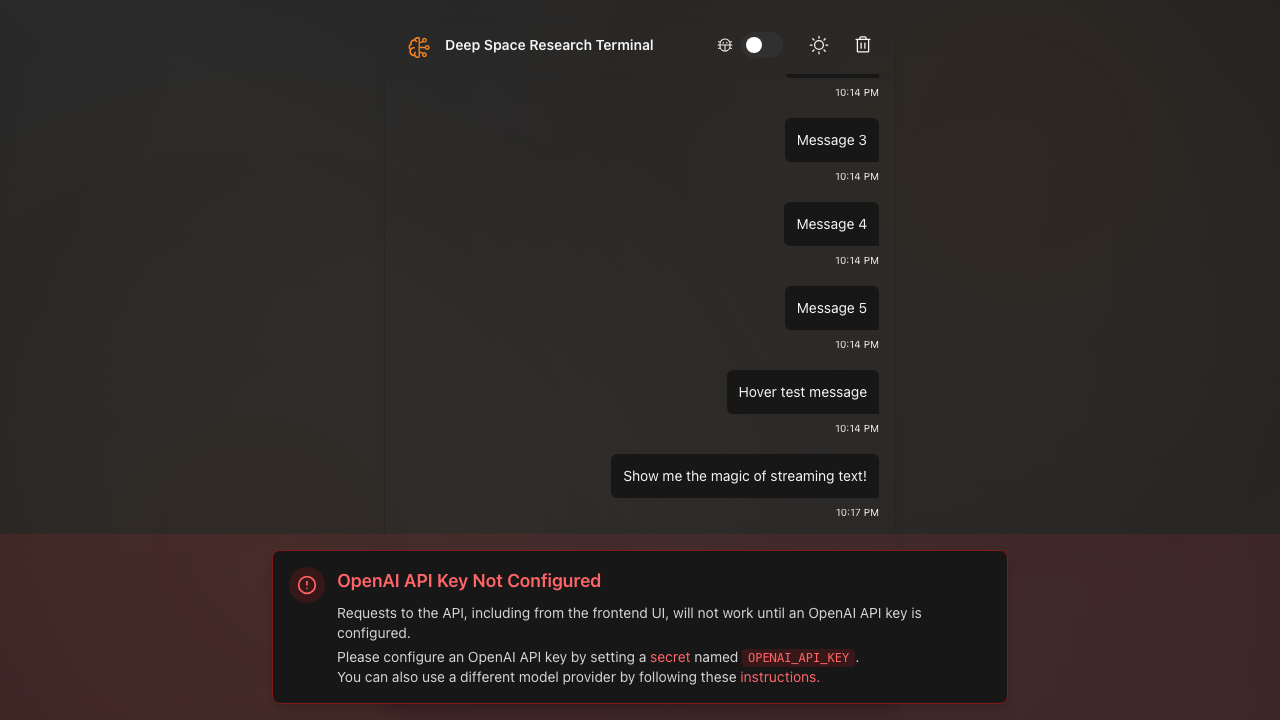 Deep Space Research Terminal
10:14 PM
Message 3
10:14 PM
Message 4
10:14 PM
Message 5
10:14 PM
Hover test message
10:14 PM
Show me the magic of streaming text!
10:17 PM
OpenAI API Key Not Configured
Requests to the API, including from the frontend UI, will not work until an OpenAI API key is
configured.
Please configure an OpenAI API key by setting a secret named OPENAI_API_KEY.
You can also use a different model provider by following these instructions.